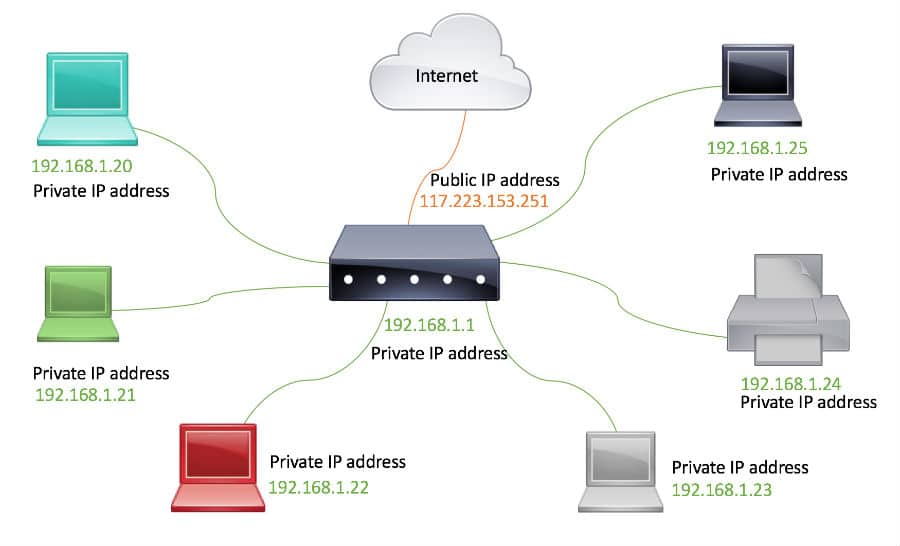 Internet
192.168.1.20
Private IP address
192.168.1.25
Private IP address
Public IP address
117.223.153.251
192.168.1.1
Private IP address
Private IP address
192.168.1.21
192.168.1.24
Private IP address
Private IP address
192.168.1.22
Private IP address
192.168.1.23